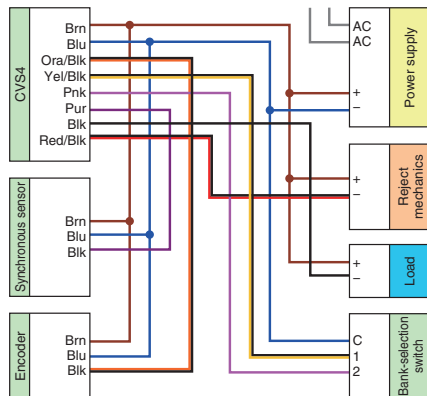 CVS4
Brn
Blu
Ora/Blk
Yel/Blk
Pnk
Pur
Blk
Red/Blk
Synchronous sensor
Brn
Blu
Blk
Encoder
Brn
Blu
Blk
AC
AC
+
−
Power supply
+
−
Reject
mechanics
+
−
Load
C
1
2
Bank-selection
switch